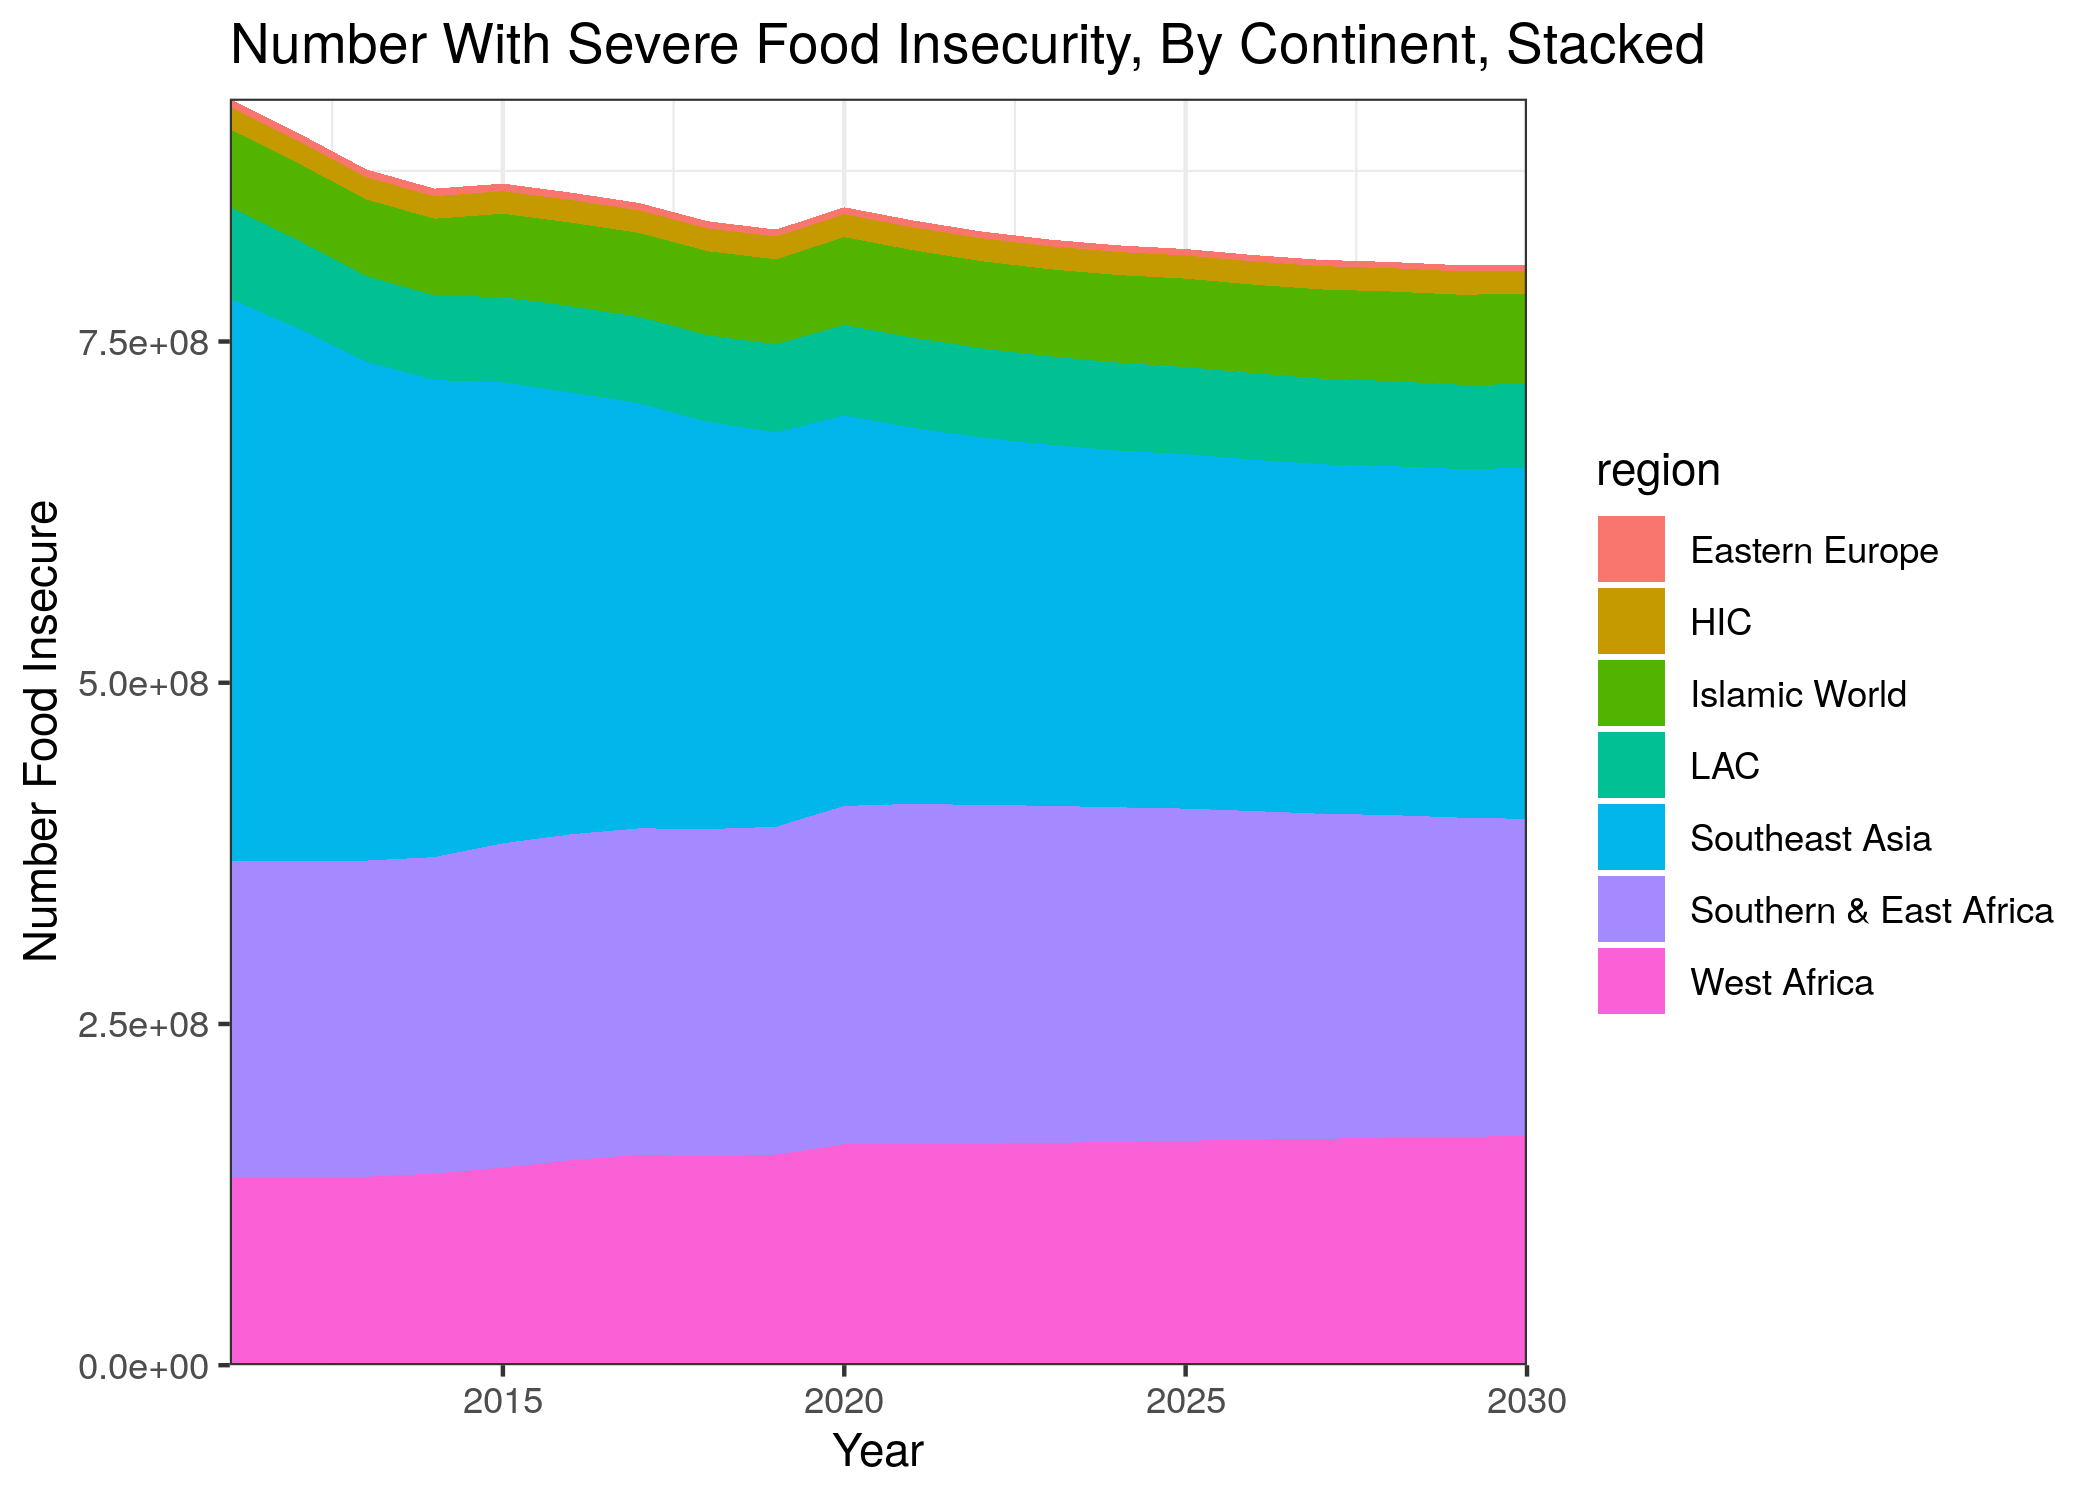 Number With Severe Food Insecurity, By Continent, Stacked
Number Food Insecure
7.5e+08
5.0e+08
2.5e+08
0.0e+00
2015
2020
2025
2030
Year
region
Eastern Europe
HIC
Islamic World
LAC
Southeast Asia
Southern & East Africa
West Africa